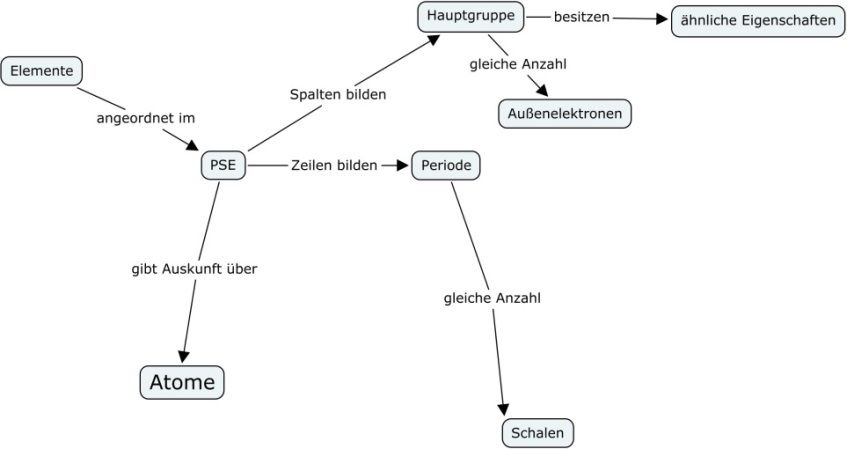 Hauptgruppe
besitzen
ähnliche Eigenschaften
gleiche Anzahl
Elemente
Spalten bilden
Außenelektronen
angeordnet im
PSE
Zeilen bilden
Periode
gibt Auskunft über
gleiche Anzahl
Atome
Schalen